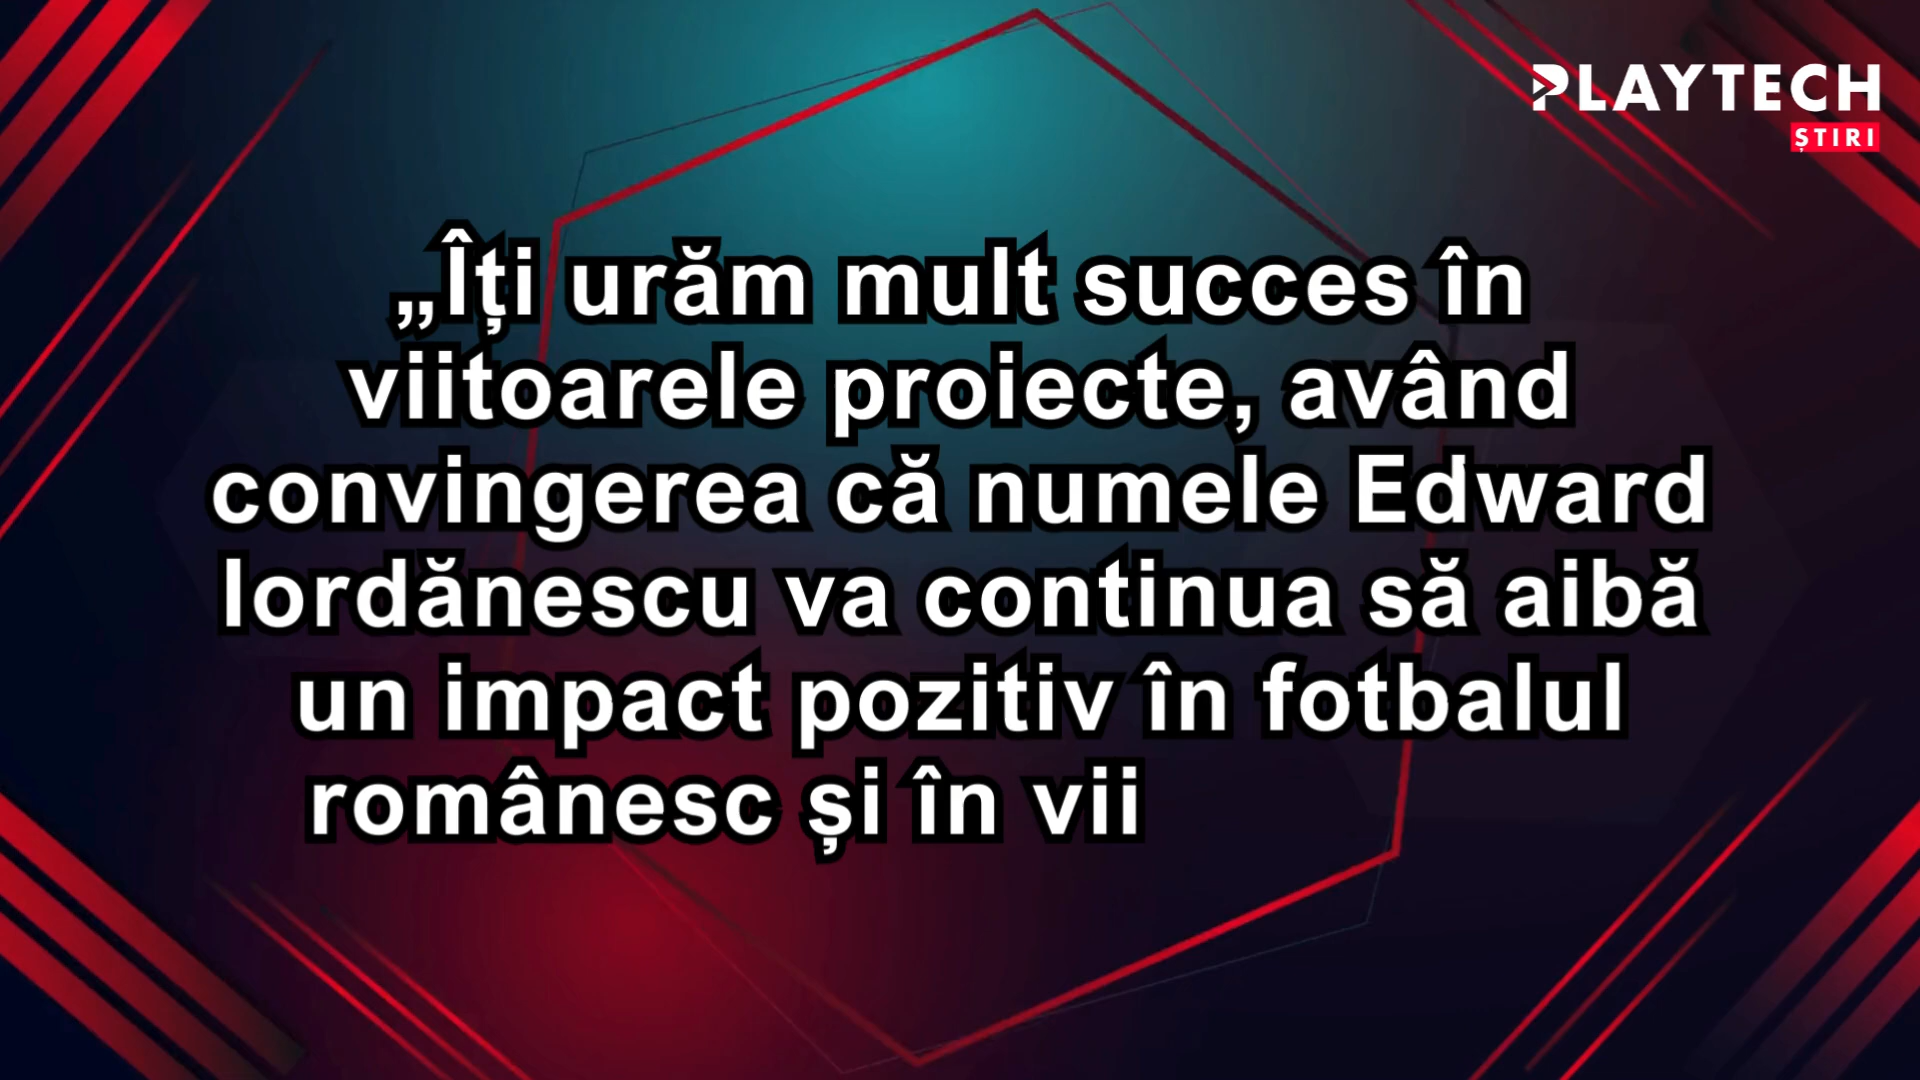 PLAYTECH
ȘTIRI
„Îți urăm mult succes în
viitoarele proiecte, având
convingerea că numele Edward
Iordănescu va continua să aibă
un impact pozitiv în fotbalul
românesc și în vii